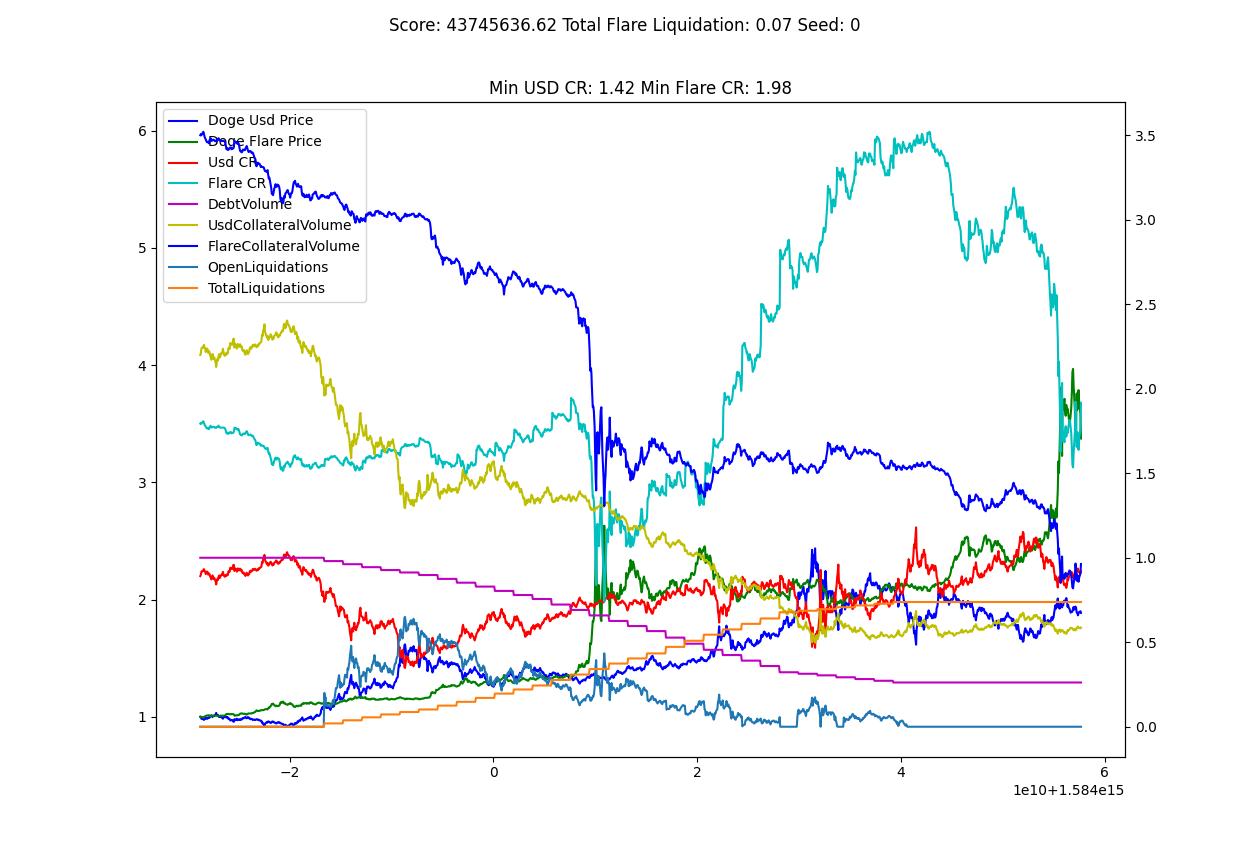 Score: 43745636.62 Total Flare Liquidation: 0.07 Seed: 0
Min USD CR: 1.42 Min Flare CR: 1.98
Doge Usd Price
Doge Flare Price
Usd CR
Flare CR
DebtVolume
UsdCollateralVolume
FlareCollateralVolume
OpenLiquidations
TotalLiquidations
6
5
4
3
2
1
3.5
3.0
2.5
2.0
1.5
1.0
0.5
0.0
−2
0
2
4
6
1e10+1.584e15